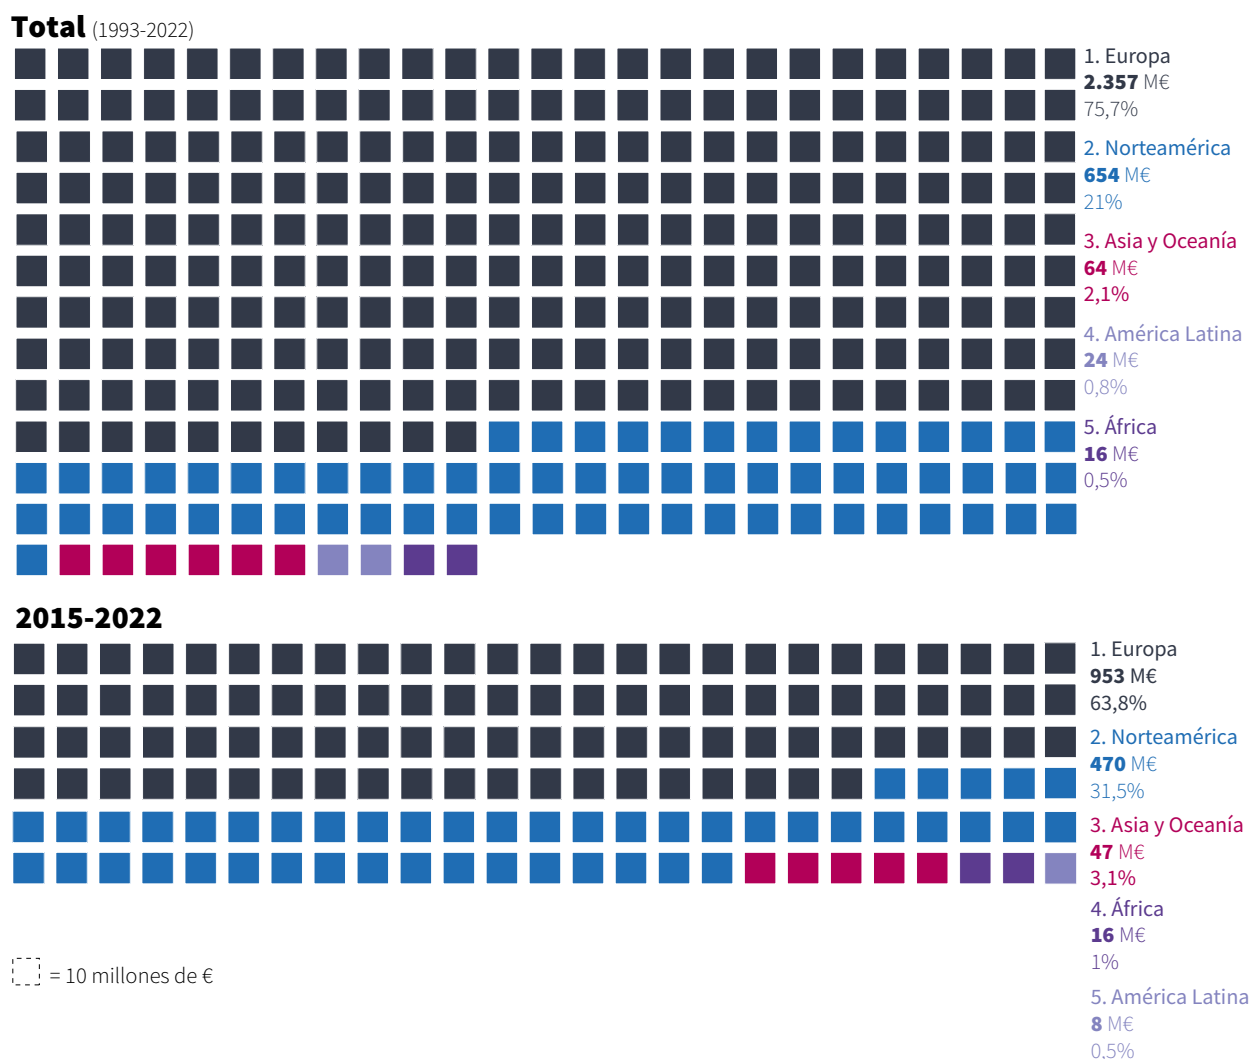 Total (1993-2022)
1. Europa
2.357 M€
75,7%
2. Norteamérica
654 M€
21%
3. Asia y Oceanía
64 M€
2,1%
4. América Latina
24 M€
0,8%
5. África
16 M€
0,5%
2015-2022
1. Europa
953 M€
63,8%
2. Norteamérica
470 M€
31,5%
3. Asia y Oceanía
47 M€
3,1%
4. África
16 M€
1%
5. América Latina
8 M€
0,5%
= 10 millones de €